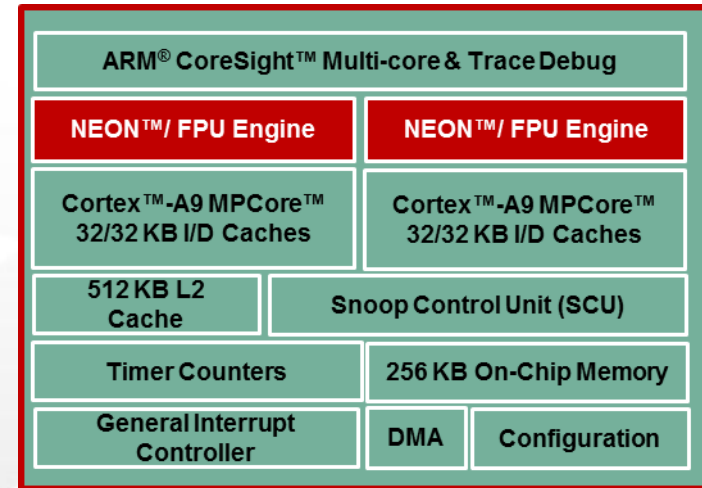 ARM® CoreSight™ Multi-core & Trace Debug
NEON™/ FPU Engine
NEON™/ FPU Engine
Cortex™-A9 MPCore™
32/32 KB I/D Caches
Cortex™-A9 MPCore™
32/32 KB I/D Caches
512 KB L2
Cache
Snoop Control Unit (SCU)
Timer Counters
256 KB On-Chip Memory
General Interrupt
Controller
DMA
Configuration